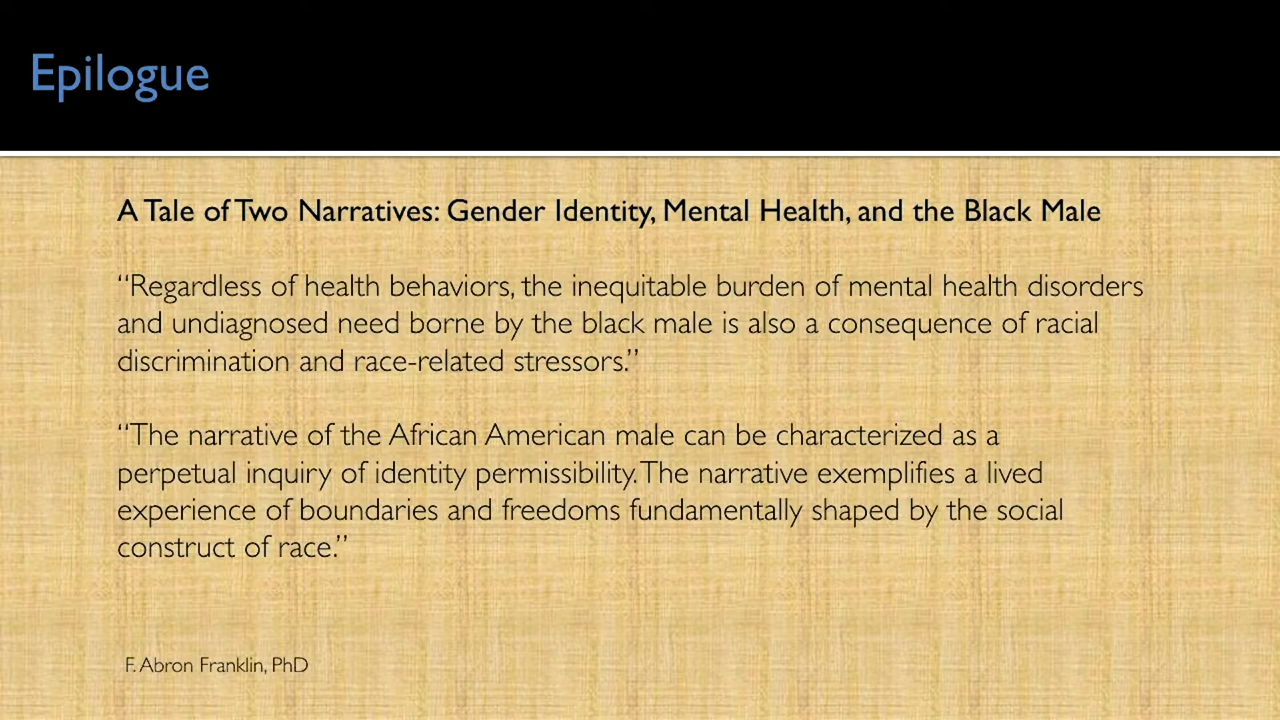 Epilogue
A Tale of Two Narratives: Gender Identity, Mental Health, and the Black Male
“Regardless of health behaviors, the inequitable burden of mental health disorders
and undiagnosed need borne by the black male is also a consequence of racial
discrimination and race-related stressors.”
“The narrative of the African American male can be characterized as a
perpetual inquiry of identity permissibility. The narrative exemplifies a lived
experience of boundaries and freedoms fundamentally shaped by the social
construct of race.”
F. Abron Franklin, PhD